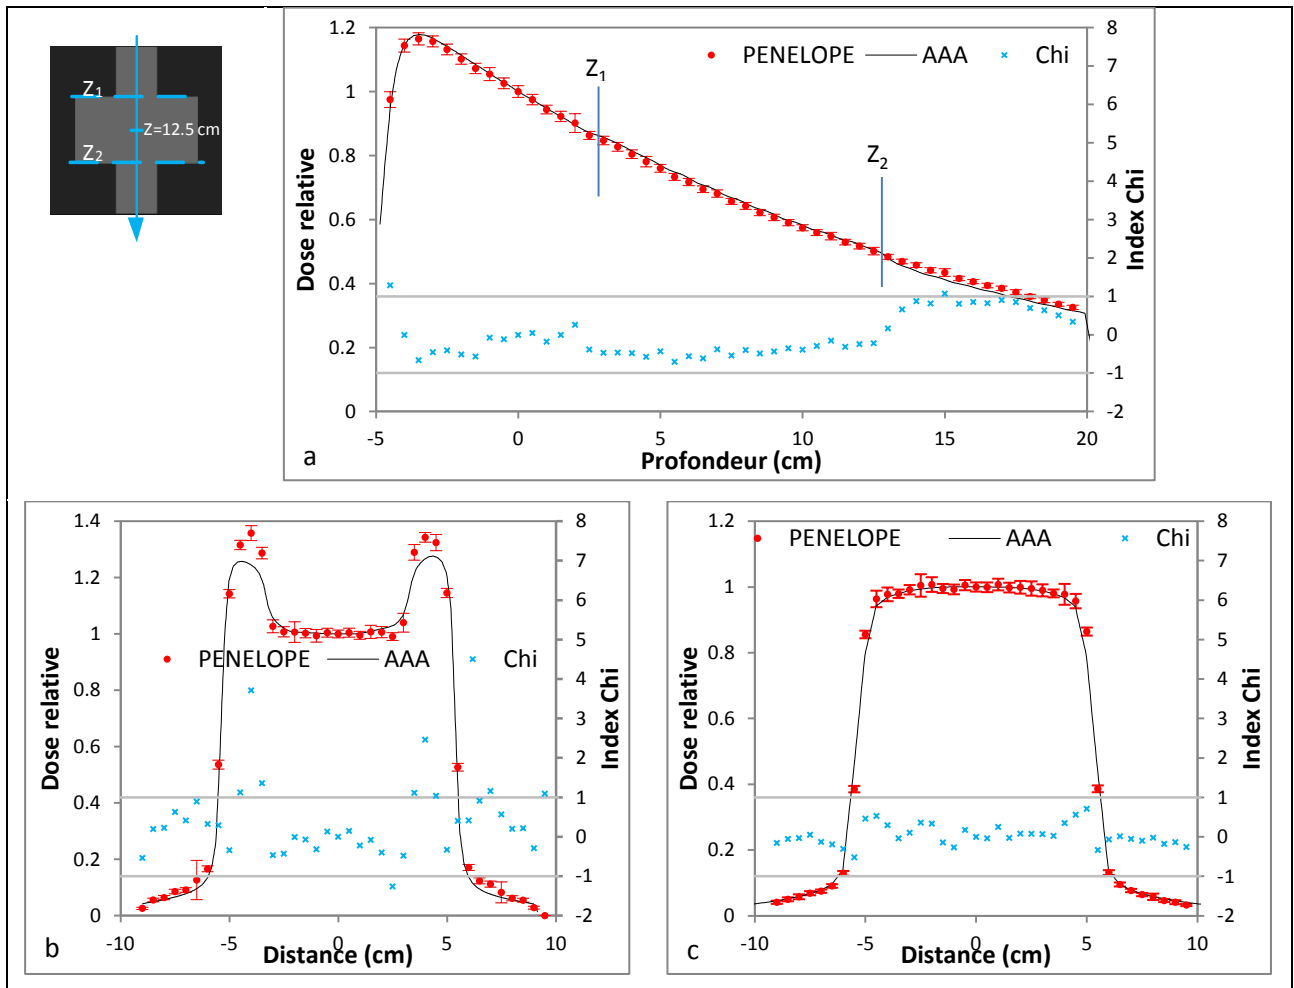 Z1
Z=12.5 cm
Z2
1.2
1
0.8
0.6
0.4
0.2
0
Dose relative
8
7
6
5
4
3
2
1
0
-1
-2
Index Chi
PENELOPE AAA Chi
Z1
Z2
-5 0 5 10 15 20
a Profondeur (cm)
1.4
1.2
1
0.8
0.6
0.4
0.2
0
Dose relative
8
7
6
5
4
3
2
1
0
-1
-2
Index Chi
PENELOPE AAA Chi
-10 -5 0 5 10
b Distance (cm)
1.2
1
0.8
0.6
0.4
0.2
0
Dose relative
8
7
6
5
4
3
2
1
0
-1
-2
Index Chi
PENELOPE AAA Chi
-10 -5 0 5 10
c Distance (cm)